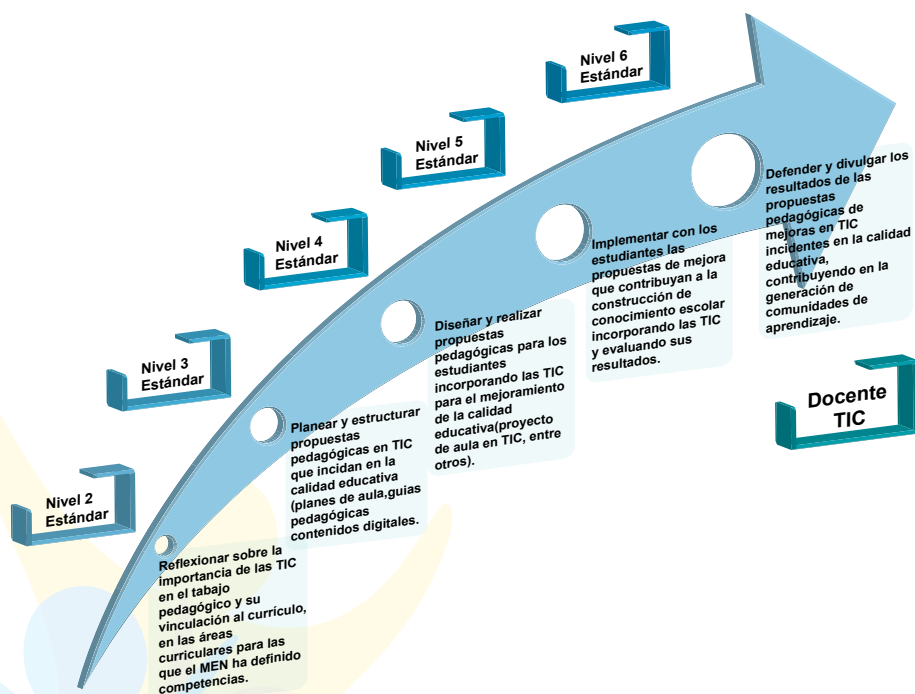 Nivel 6
Estándar
Nivel 5
Estándar
Nivel 4
Estándar
Nivel 3
Estándar
Nivel 2
Estándar
Reflexionar sobre la
importancia de las TIC
en el tabajo
pedagógico y su
vinculación al currículo,
en las áreas
curriculares para las
que el MEN ha definido
competencias.
Planear y estructurar
propuestas
pedagógicas en TIC
que incidan en la
calidad educativa
(planes de aula,guias
pedagógicas
contenidos digitales.
Diseñar y realizar
propuestas
pedagógicas para los
estudiantes
incorporando las TIC
para el mejoramiento
de la calidad
educativa(proyecto
de aula en TIC, entre
otros).
Implementar con los
estudiantes las
propuestas de mejora
que contribuyan a la
construcción de
conocimiento escolar
incorporando las TIC
y evaluando sus
resultados.
Defender y divulgar los
resultados de las
propuestas
pedagógicas de
mejoras en TIC
incidentes en la calidad
educativa,
contribuyendo en la
generación de
comunidades de
aprendizaje.
Docente
TIC